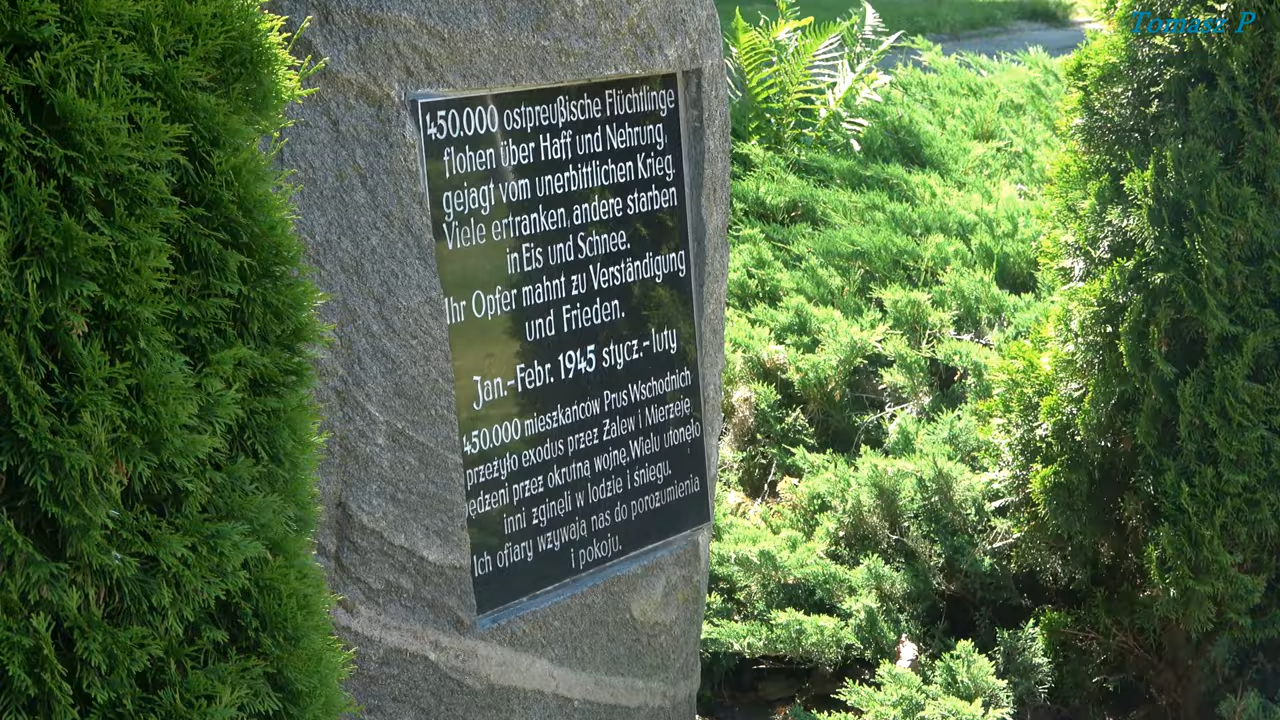 Tomasz P
450.000 ostpreußische Flüchtlinge
flohen über Haff und Nehrung,
gejagt vom unerbittlichen Krieg.
Viele ertranken, andere starben
in Eis und Schnee.
Ihr Opfer mahnt zu Verständigung
und Frieden.
Jan.-Febr. 1945 stycz.-luty
450.000 mieszkańców Prus Wschodnich
przeżyło exodus przez Zalew i Mierzeję,
ędzeni przez okrutną wojnę. Wielu utonęło
inni zginęli w lodzie i śniegu.
Ich ofiary wzywają nas do porozumienia
i pokoju.